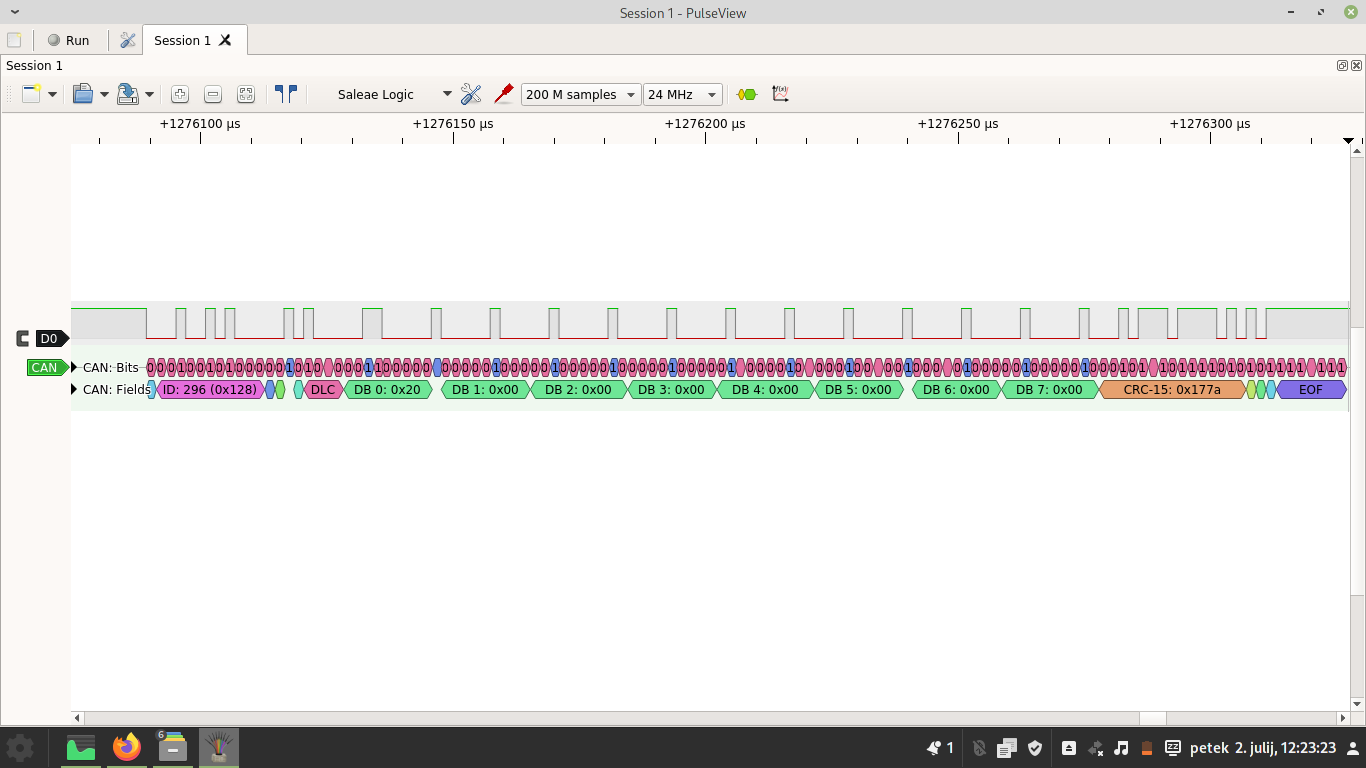 Session 1 - PulseView
Run
Session 1
Session 1
Saleae Logic
200 M samples
24 MHz
f(x)
+1276100 µs
+1276150 µs
+1276200 µs
+1276250 µs
+1276300 µs
D0
CAN
CAN: Bits
CAN: Fields
ID: 296 (0x128)
DLC
DB 0: 0x20
DB 1: 0x00
DB 2: 0x00
DB 3: 0x00
DB 4: 0x00
DB 5: 0x00
DB 6: 0x00
DB 7: 0x00
CRC-15: 0x177a
EOF
6
1
zz
petek 2. julij, 12:23:23